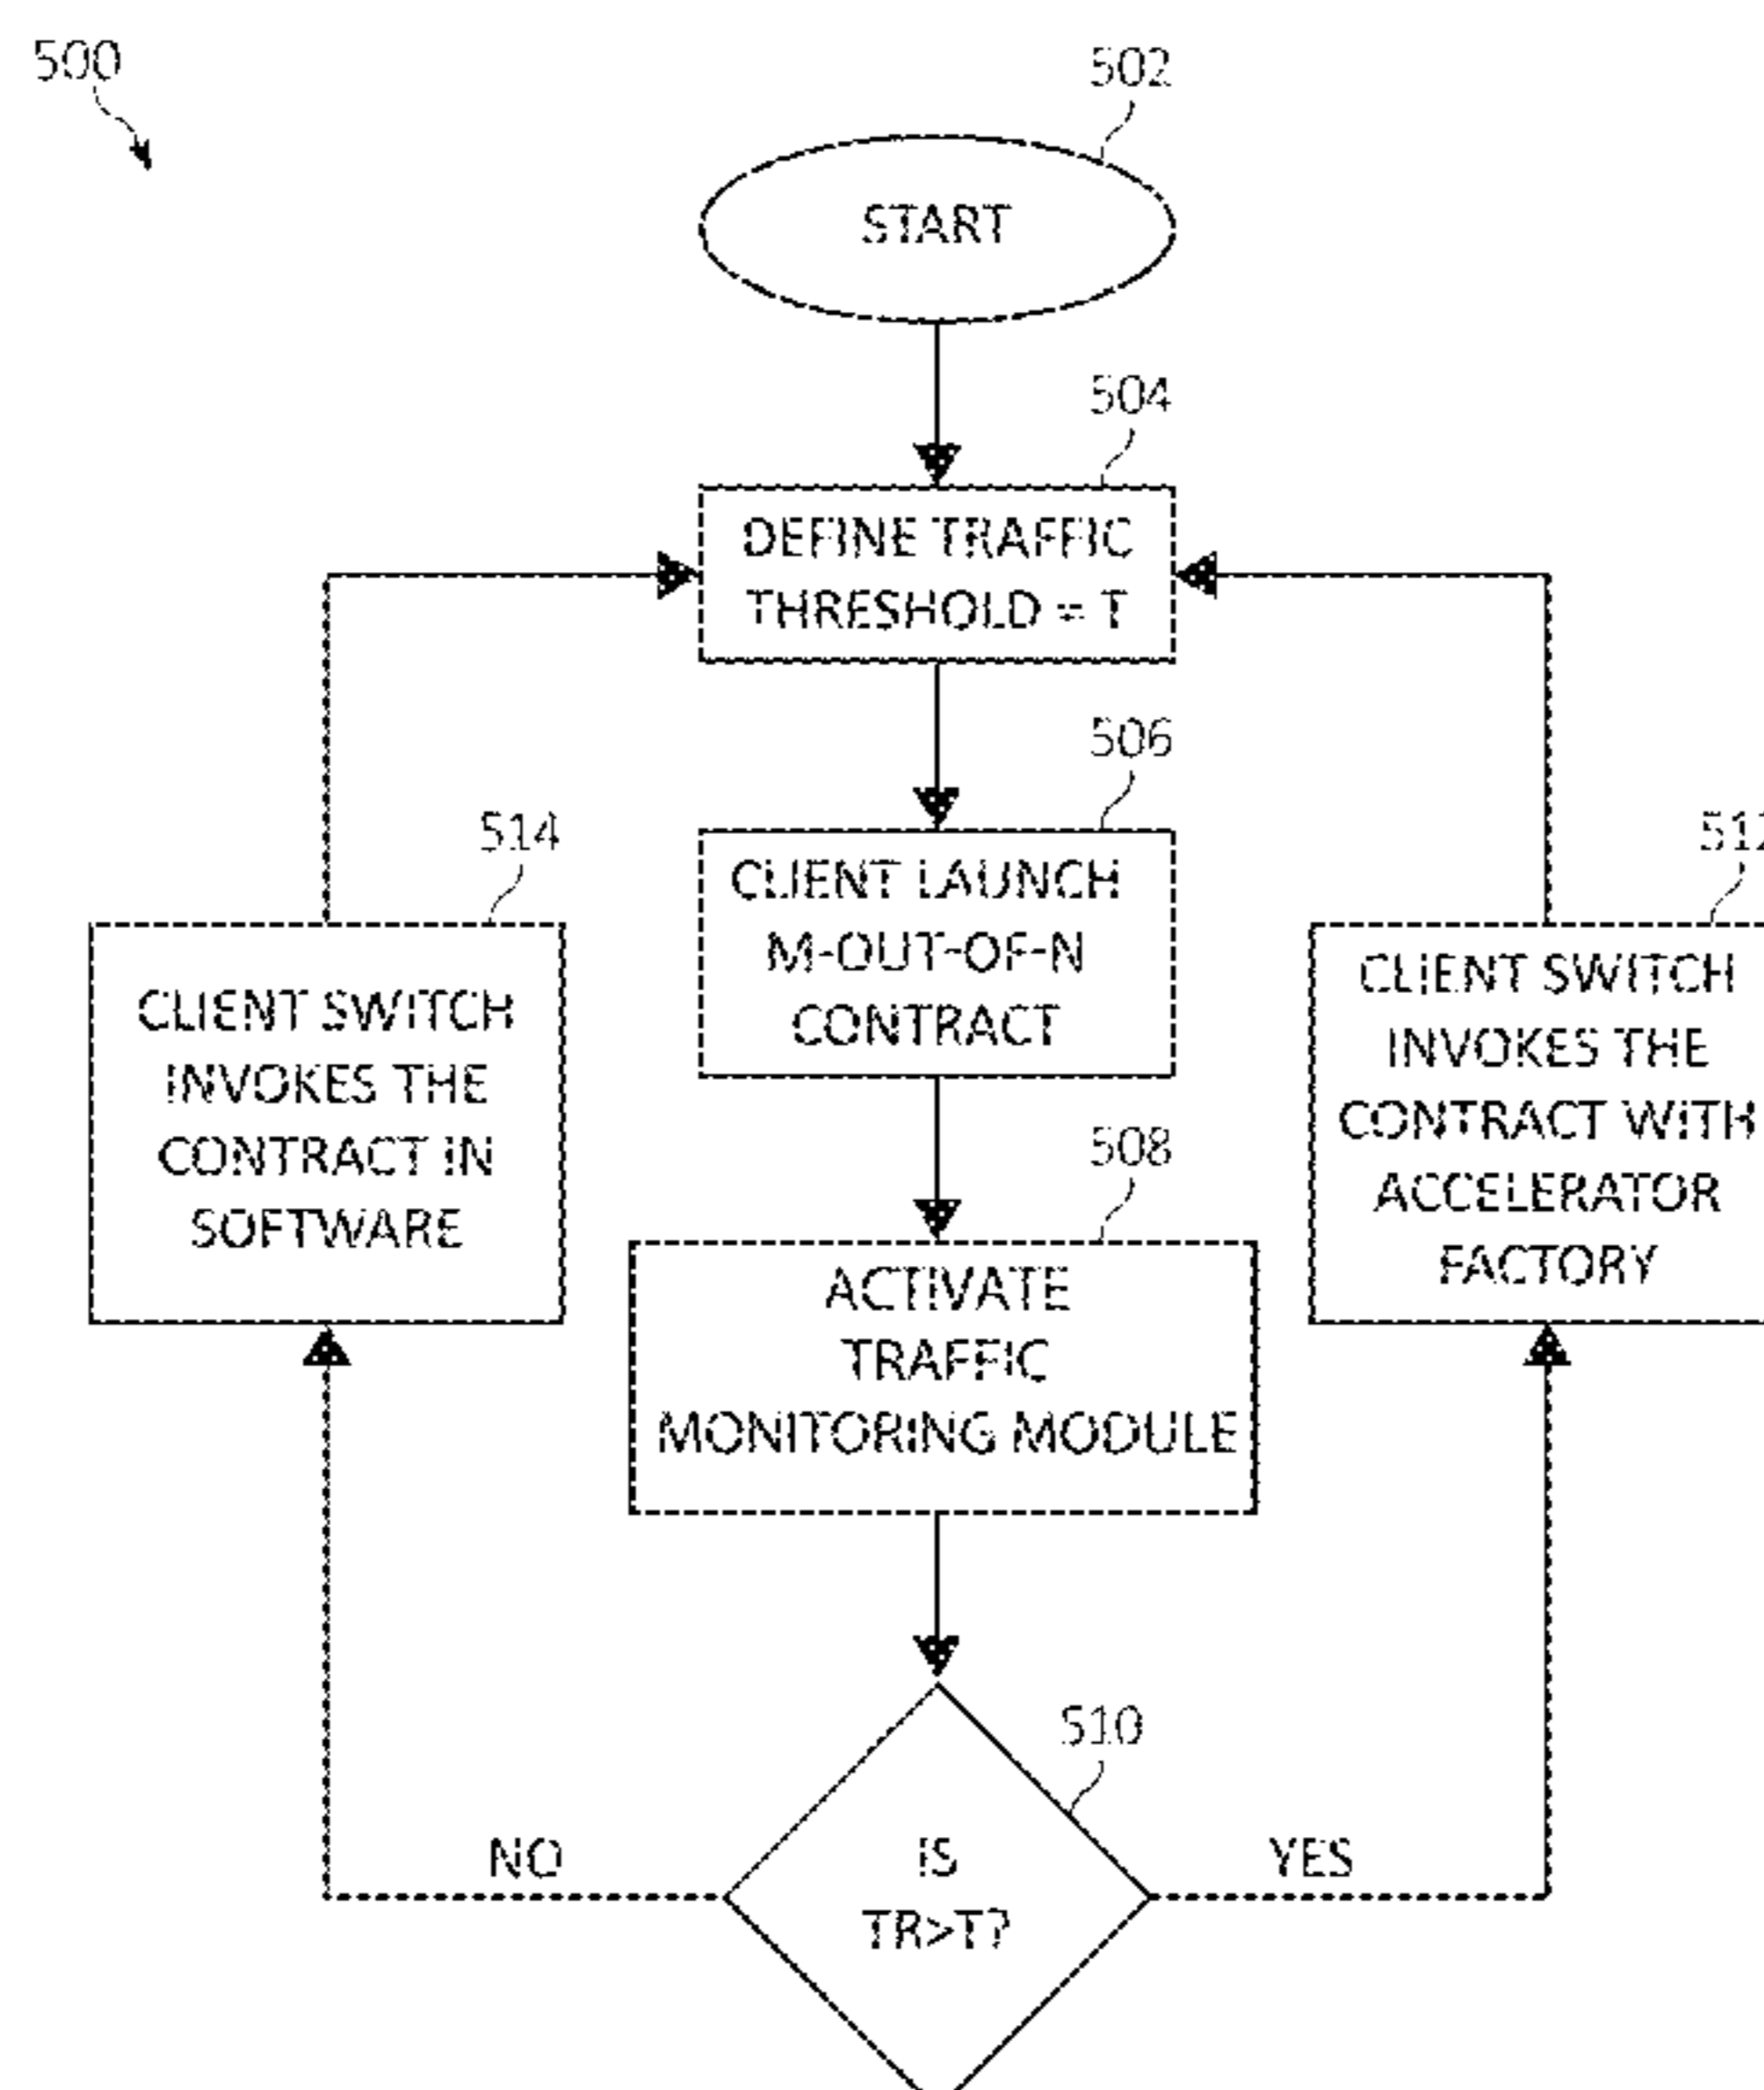 500
502
START
504
DEFINE TRAFFIC
THRESHOLD = T
506
CLIENT LAUNCH
M-OUT-OF-N
CONTRACT
514
CLIENT SWITCH
INVOKES THE
CONTRACT IN
SOFTWARE
512
CLIENT SWITCH
INVOKES THE
CONTRACT WITH
ACCELERATOR
FACTORY
508
ACTIVATE
TRAFFIC
MONITORING MODULE
510
IS
TR>T?
NO
YES